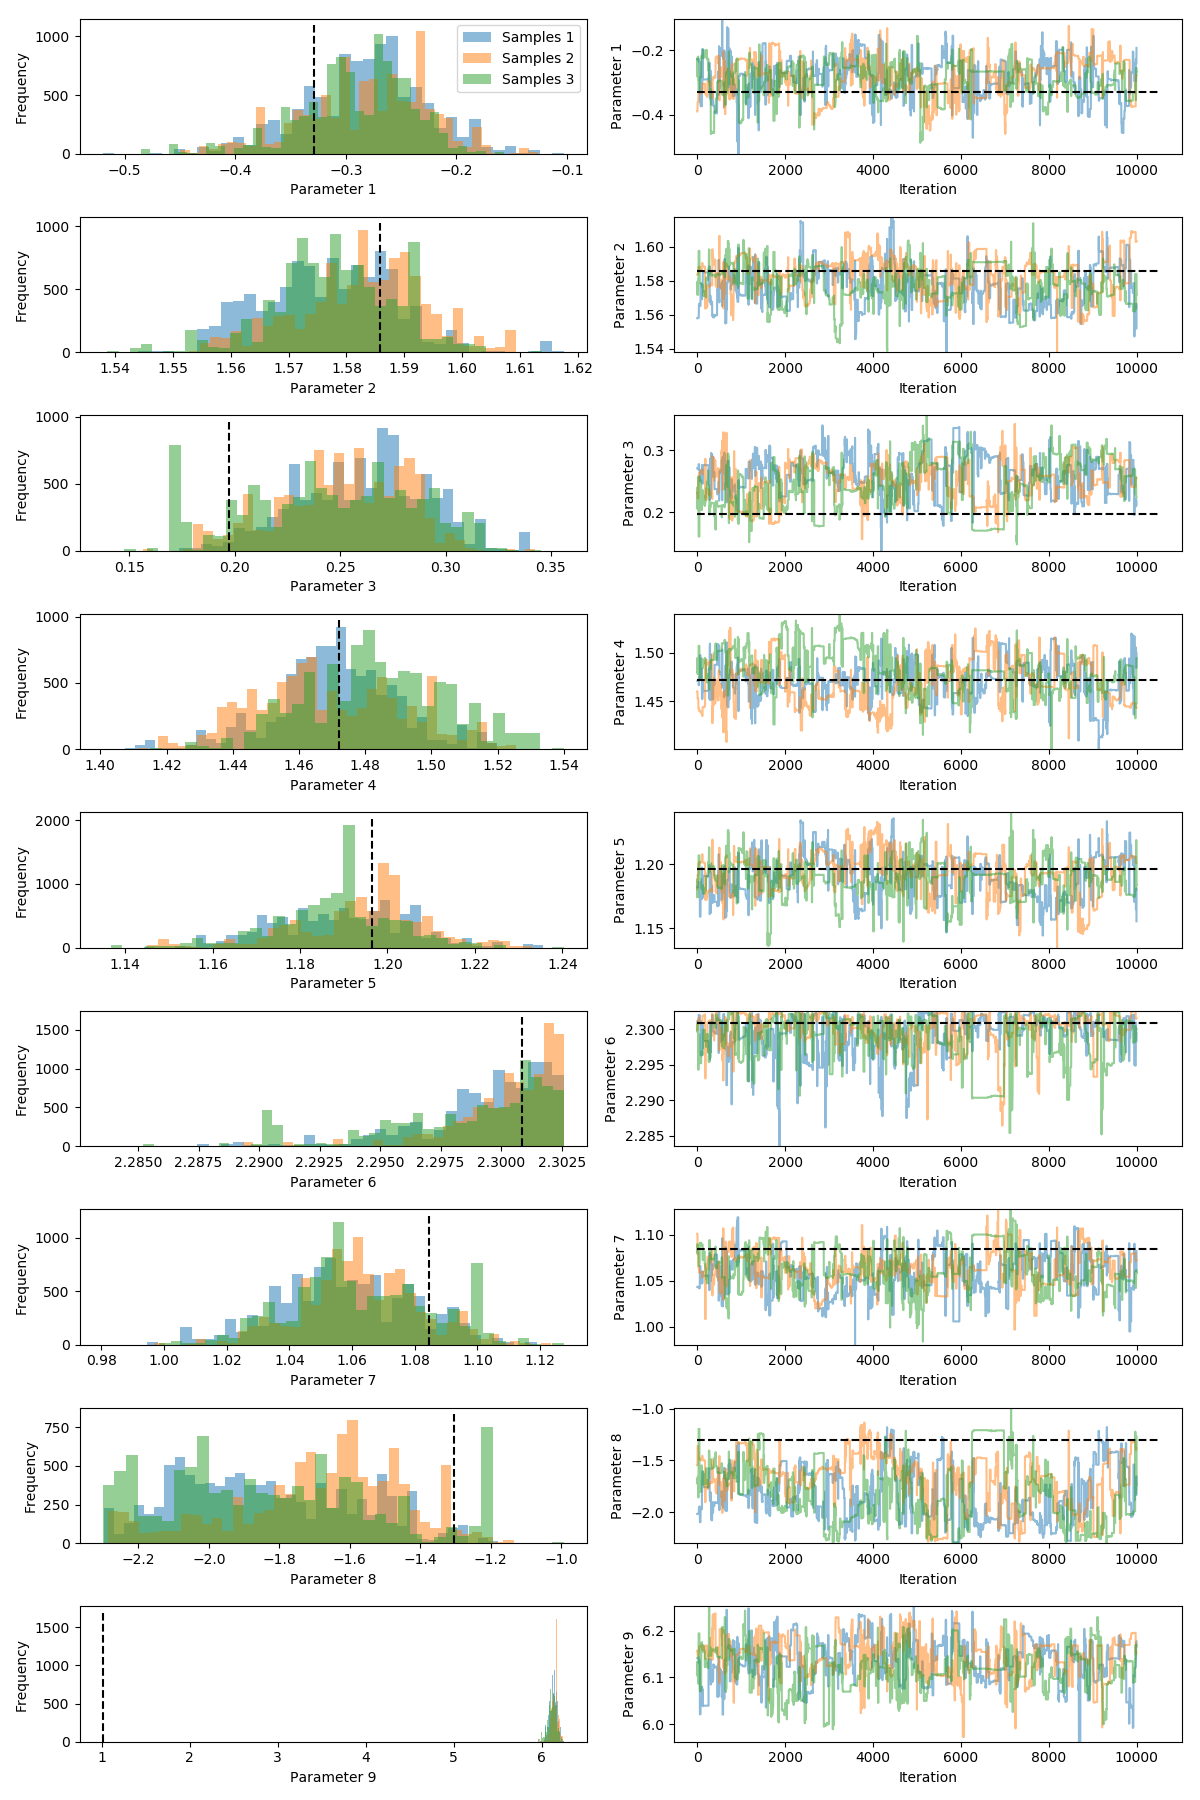 1000
500
0
Frequency
−0.5 −0.4 −0.3 −0.2 −0.1
Parameter 1
Samples 1
Samples 2
Samples 3
−0.2
−0.4
Parameter 1
0 2000 4000 6000 8000 10000
Iteration
1000
500
0
Frequency
1.54 1.55 1.56 1.57 1.58 1.59 1.60 1.61 1.62
Parameter 2
1.60
1.58
1.56
1.54
Parameter 2
0 2000 4000 6000 8000 10000
Iteration
1000
500
0
Frequency
0.15 0.20 0.25 0.30 0.35
Parameter 3
0.3
0.2
Parameter 3
0 2000 4000 6000 8000 10000
Iteration
1000
500
0
Frequency
1.40 1.42 1.44 1.46 1.48 1.50 1.52 1.54
Parameter 4
1.50
1.45
Parameter 4
0 2000 4000 6000 8000 10000
Iteration
2000
1000
0
Frequency
1.14 1.16 1.18 1.20 1.22 1.24
Parameter 5
1.20
1.15
Parameter 5
0 2000 4000 6000 8000 10000
Iteration
1500
1000
500
0
Frequency
2.2850 2.2875 2.2900 2.2925 2.2950 2.2975 2.3000 2.3025
Parameter 6
2.300
2.295
2.290
2.285
Parameter 6
0 2000 4000 6000 8000 10000
Iteration
1000
500
0
Frequency
0.98 1.00 1.02 1.04 1.06 1.08 1.10 1.12
Parameter 7
1.10
1.05
1.00
Parameter 7
0 2000 4000 6000 8000 10000
Iteration
750
500
250
0
Frequency
−2.2 −2.0 −1.8 −1.6 −1.4 −1.2 −1.0
Parameter 8
−1.0
−1.5
−2.0
Parameter 8
0 2000 4000 6000 8000 10000
Iteration
1500
1000
500
0
Frequency
1 2 3 4 5 6
Parameter 9
6.2
6.1
6.0
Parameter 9
0 2000 4000 6000 8000 10000
Iteration